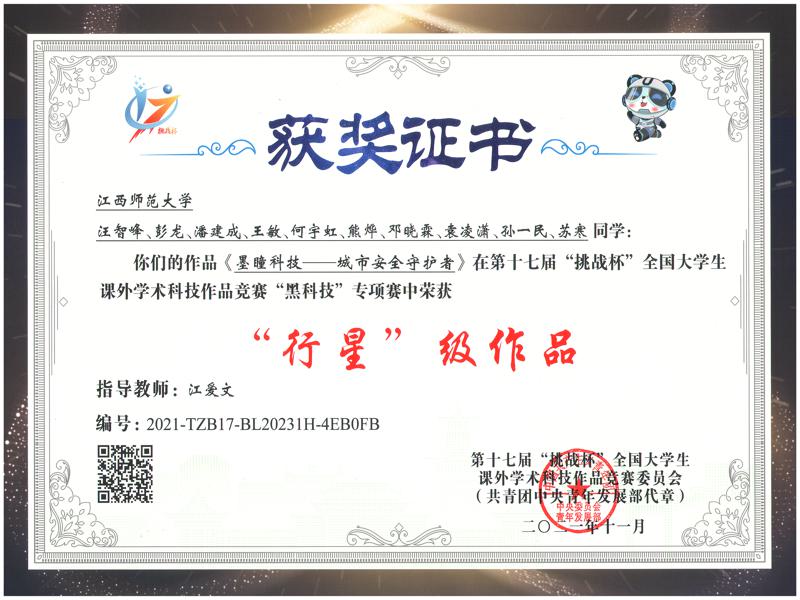 挑战杯
获奖证书
江西师范大学
汪智峰、彭龙、潘建成、王敏、何宇虹、熊烨、邓晓霖、袁凌潇、孙一民、苏寒 同学:
你们的作品《墨瞳科技——城市安全守护者》在第十七届“挑战杯”全国大学生
课外学术科技作品竞赛“黑科技”专项赛中荣获
“行星” 级作品
指导教师: 江爱文
编号: 2021-TZB17-BL20231H-4EB0FB
第十七届“挑战杯”全国大学生
课外学术科技作品竞赛委员会
(共青团中央青年发展部代章)
二〇二一年十一月
中央委员会
青年发展部